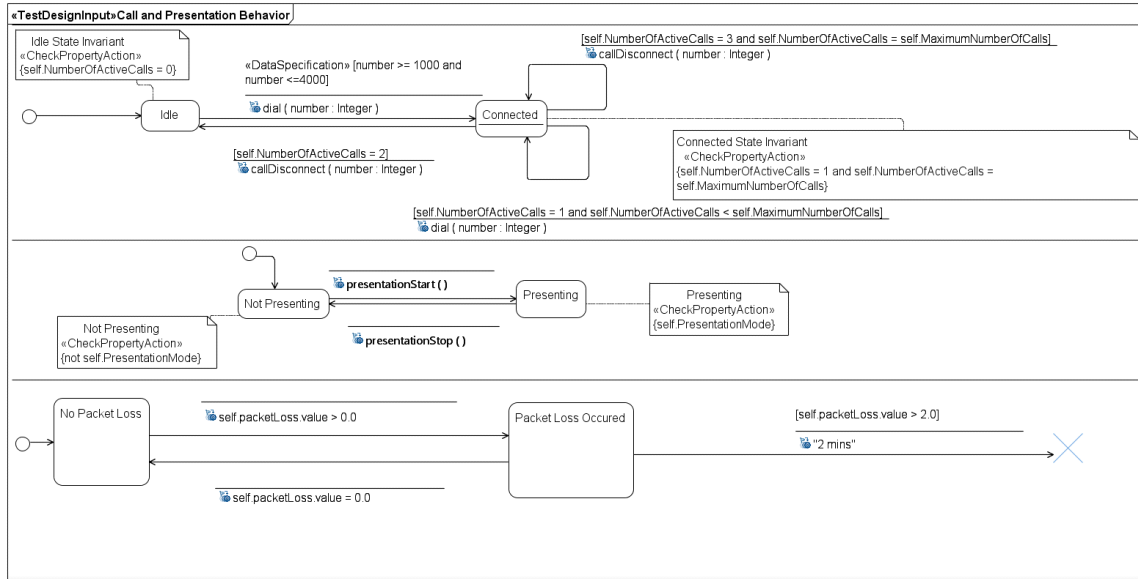 «TestDesignInput»Call and Presentation Behavior
Idle State Invariant
«CheckPropertyAction»
{self.NumberOfActiveCalls = 0}
[self.NumberOfActiveCalls = 3 and self.NumberOfActiveCalls = self.MaximumNumberOfCalls]
callDisconnect ( number : Integer )
«DataSpecification» [number >= 1000 and
number <=4000]
dial ( number : Integer )
Idle
Connected
[self.NumberOfActiveCalls = 2]
callDisconnect ( number : Integer )
Connected State Invariant
«CheckPropertyAction»
{self.NumberOfActiveCalls = 1 and self.NumberOfActiveCalls =
self.MaximumNumberOfCalls}
[self.NumberOfActiveCalls = 1 and self.NumberOfActiveCalls < self.MaximumNumberOfCalls]
dial ( number : Integer )
presentationStart ( )
Not Presenting
Presenting
presentationStop ( )
Presenting
«CheckPropertyAction»
{self.PresentationMode}
Not Presenting
«CheckPropertyAction»
{not self.PresentationMode}
No Packet Loss
self.packetLoss.value > 0.0
Packet Loss Occured
[self.packetLoss.value > 2.0]
"2 mins"
self.packetLoss.value = 0.0